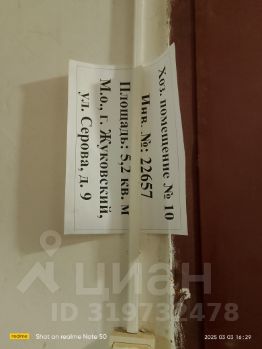 Хоз. помещение № 10
Инв. №: 22657
Площадь: 5,2 кв. м
М.о., г. Жуковский,
ул. Серова, д. 9
циан
ID 319732478
realme
Shot on realme Note 50
2025 03 03 16:29